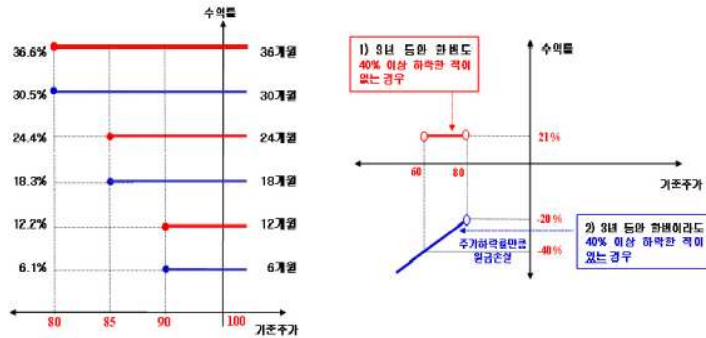 수익률
36.6%
36개월
30.5%
30개월
24.4%
24개월
18.3%
18개월
12.2%
12개월
6.1%
6개월
80
85
90
100
기준주가
수익률
1) 3년 동안 한번도
40% 이상 하락한 적이
없는 경우
21%
60
80
기준주가
-20%
주가하락률만큼
원금손실
-40%
2) 3년 동안 한번이라도
40% 이상 하락한 적이
있는 경우